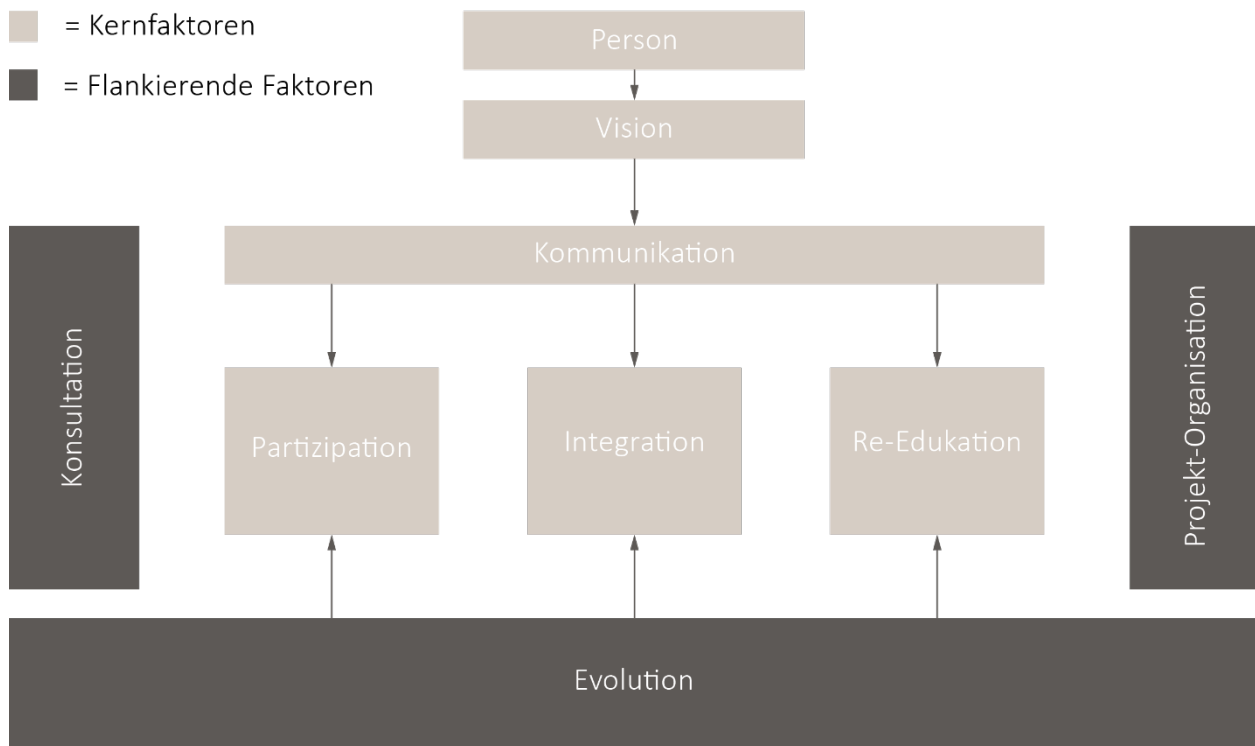 = Kernfaktoren
= Flankierende Faktoren
Person
Vision
Kommunikation
Konsultation
Partizipation
Integration
Re-Edukation
Projekt-Organisation
Evolution